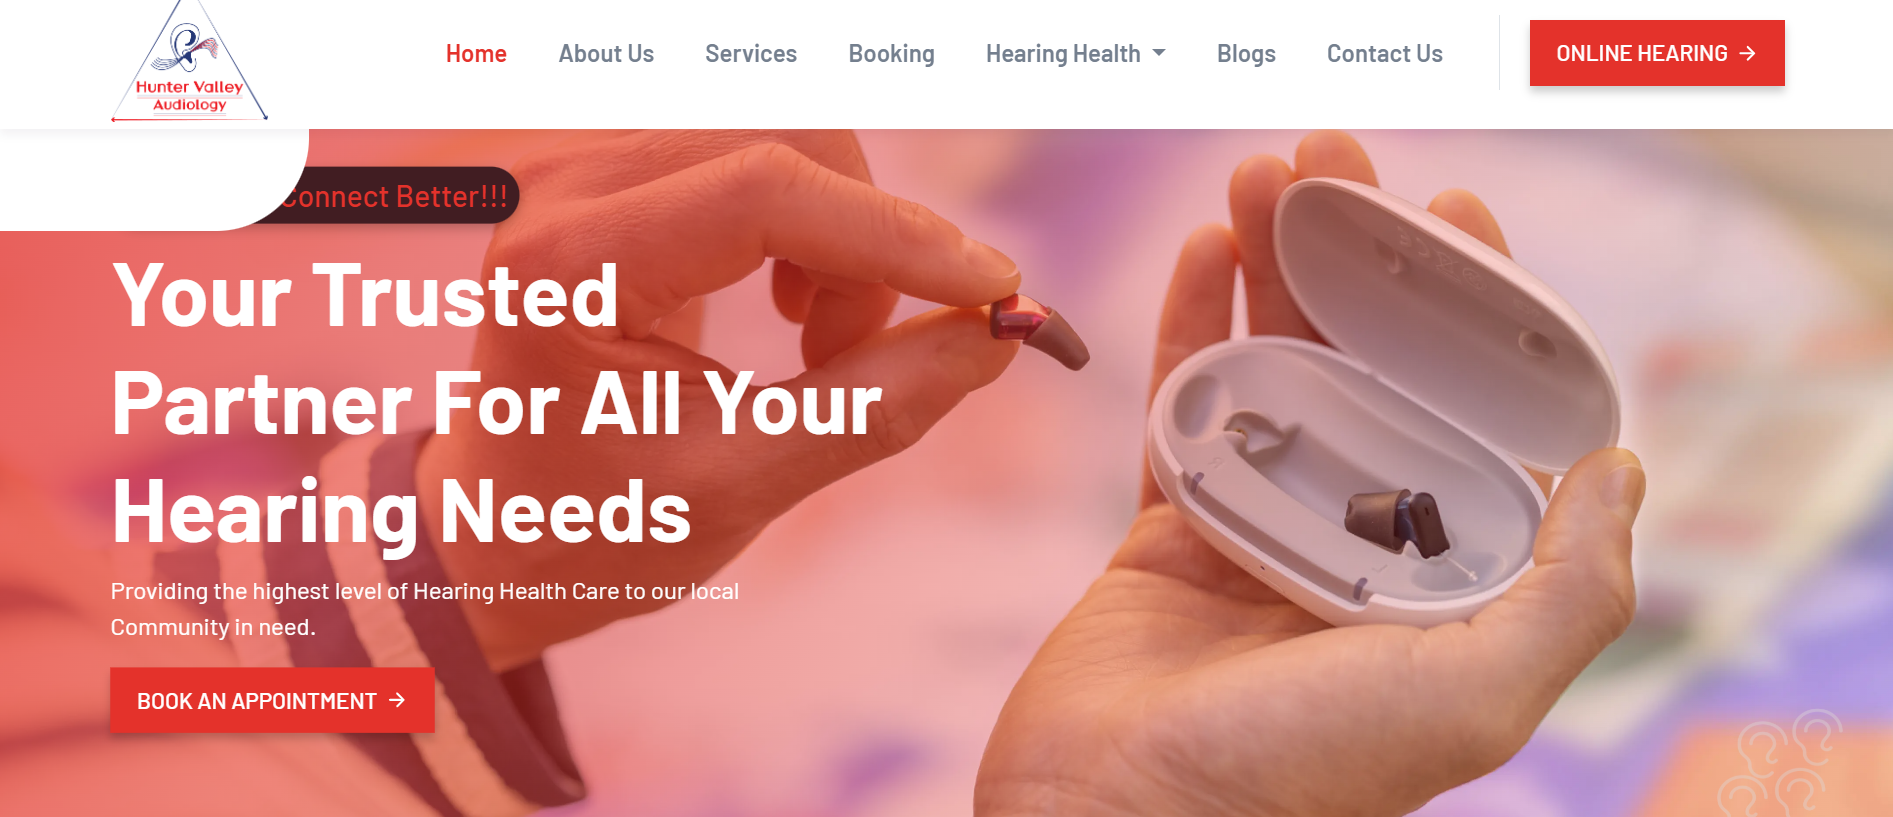 Hunter Valley
Audiology
Home
About Us
Services
Booking
Hearing Health
Blogs
Contact Us
ONLINE HEARING
Connect Better!!!
Your Trusted
Partner For All Your
Hearing Needs
Providing the highest level of Hearing Health Care to our local
Community in need.
BOOK AN APPOINTMENT